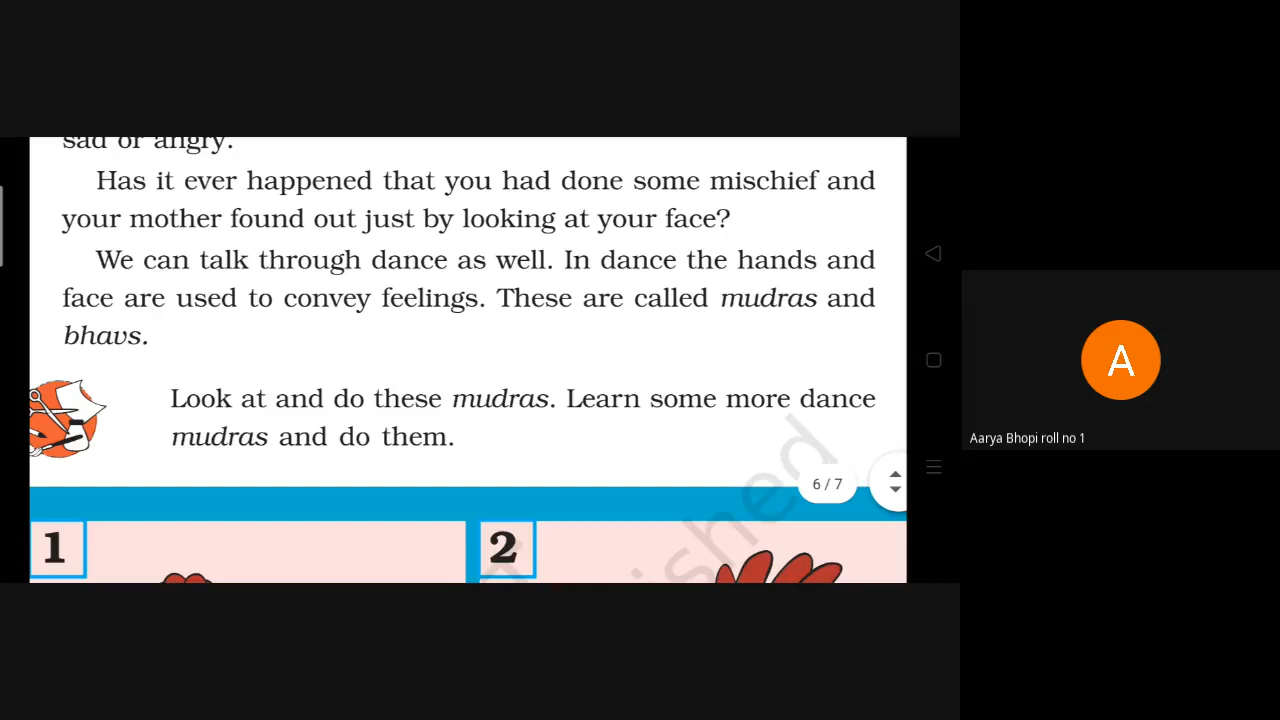 sad or angry.
Has it ever happened that you had done some mischief and
your mother found out just by looking at your face?
We can talk through dance as well. In dance the hands and
face are used to convey feelings. These are called mudras and
bhavs.
Look at and do these mudras. Learn some more dance
mudras and do them.
6 / 7
1
2
A
Aarya Bhopi roll no 1